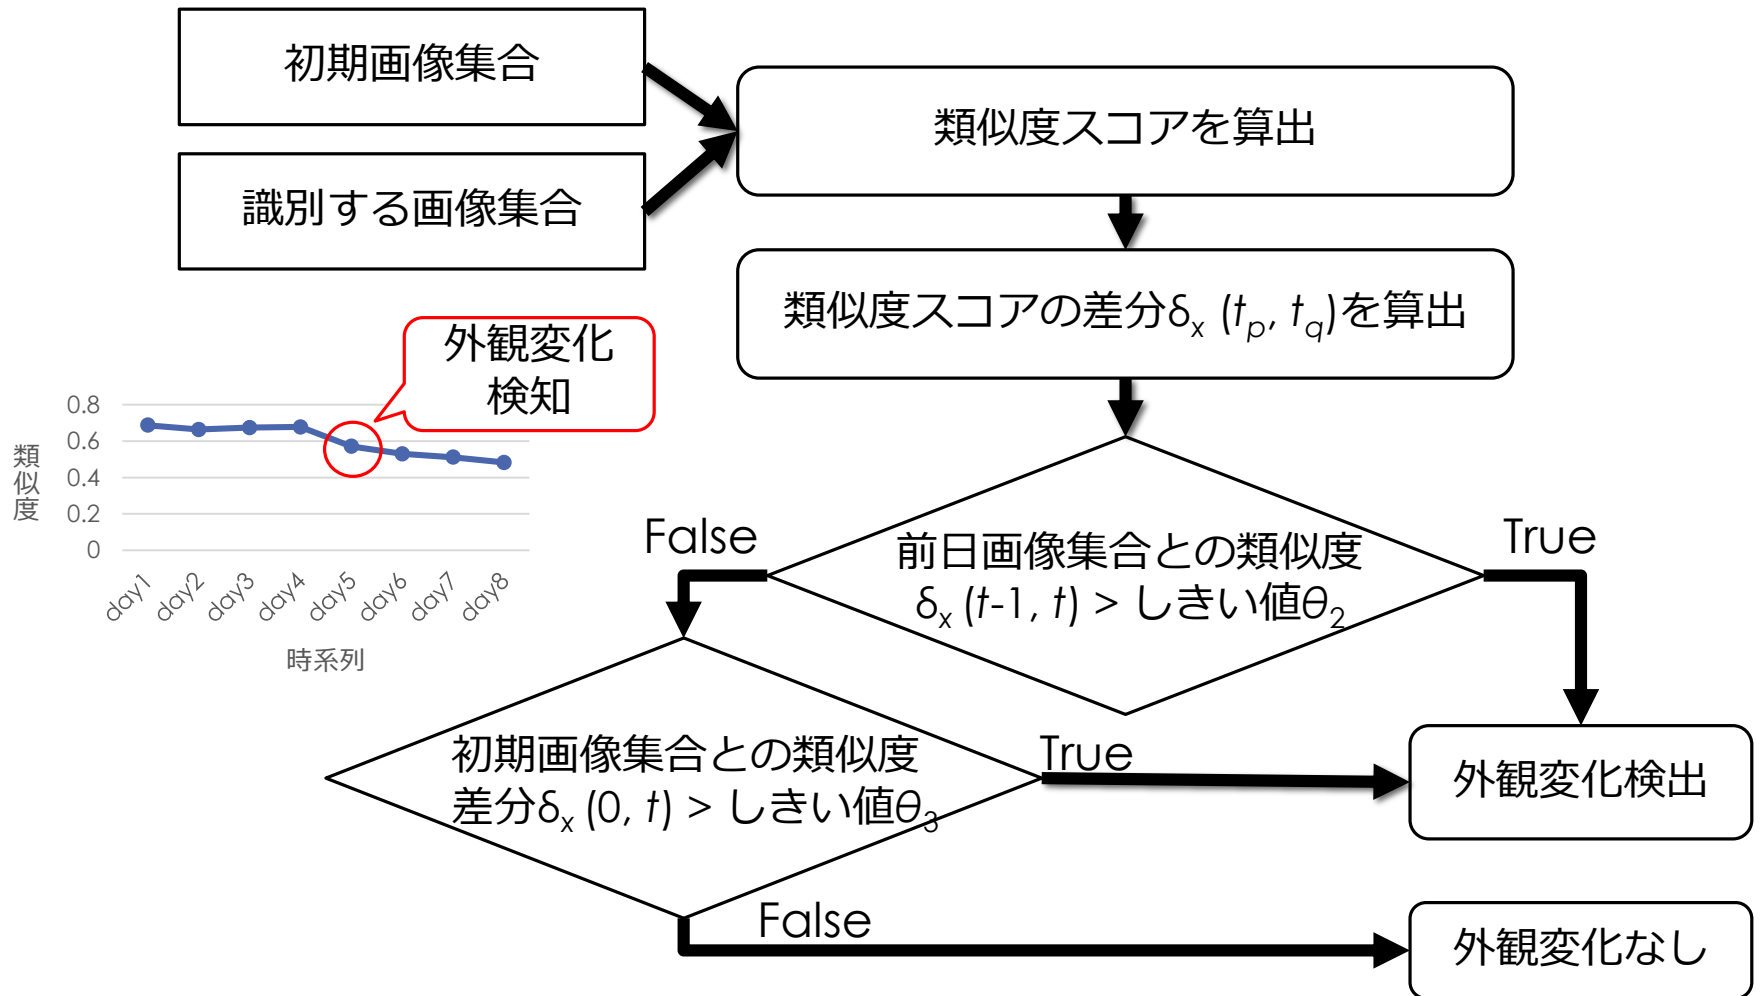 初期画像集合
識別する画像集合
類似度スコアを算出
類似度スコアの差分δx (tp, tq)を算出
外観変化
検知
0.8
0.6
0.4
0.2
0
類似度
day1
day2
day3
day4
day5
day6
day7
day8
時系列
False
前日画像集合との類似度
δx (t-1, t) > しきい値θ2
True
初期画像集合との類似度
差分δx (0, t) > しきい値θ3
True
外観変化検出
False
外観変化なし